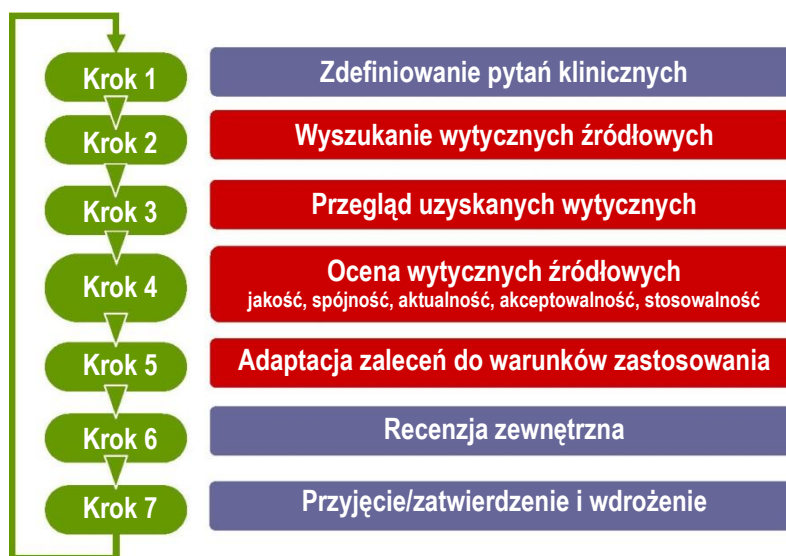 Krok 1
Zdefiniowanie pytań klinicznych
Krok 2
Wyszukanie wytycznych źródłowych
Krok 3
Przegląd uzyskanych wytycznych
Krok 4
Ocena wytycznych źródłowych
jakość, spójność, aktualność, akceptowalność, stosowalność
Krok 5
Adaptacja zaleceń do warunków zastosowania
Krok 6
Recenzja zewnętrzna
Krok 7
Przyjęcie/zatwierdzenie i wdrożenie